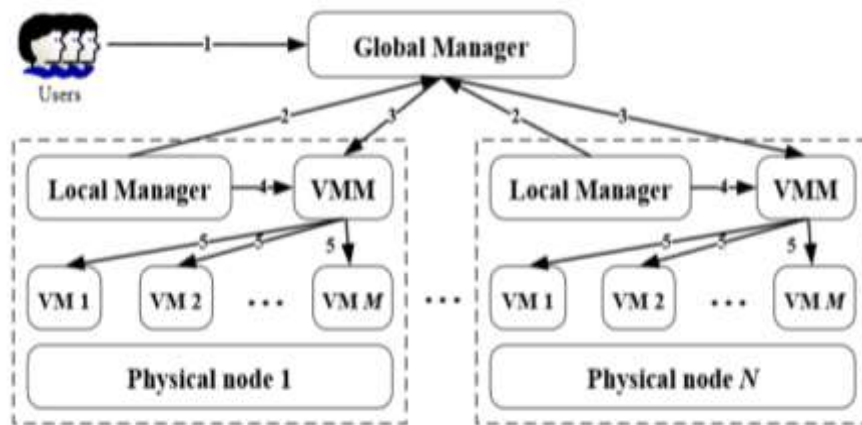 1
Global Manager
Users
2 3 2 3
Local Manager 4 VMM Local Manager 4 VMM
5 5 5 5 5 5
VM 1 VM 2 ... VM M ... VM 1 VM 2 ... VM M
Physical node 1 Physical node N